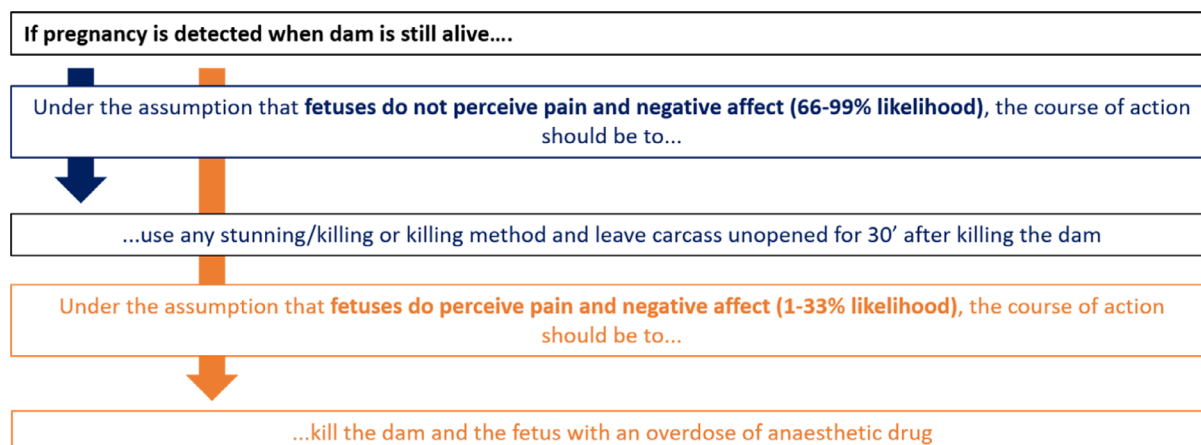 If pregnancy is detected when dam is still alive….
Under the assumption that fetuses do not perceive pain and negative affect (66-99% likelihood), the course of action
should be to...
...use any stunning/killing or killing method and leave carcass unopened for 30’ after killing the dam
Under the assumption that fetuses do perceive pain and negative affect (1-33% likelihood), the course of action
should be to...
...kill the dam and the fetus with an overdose of anaesthetic drug